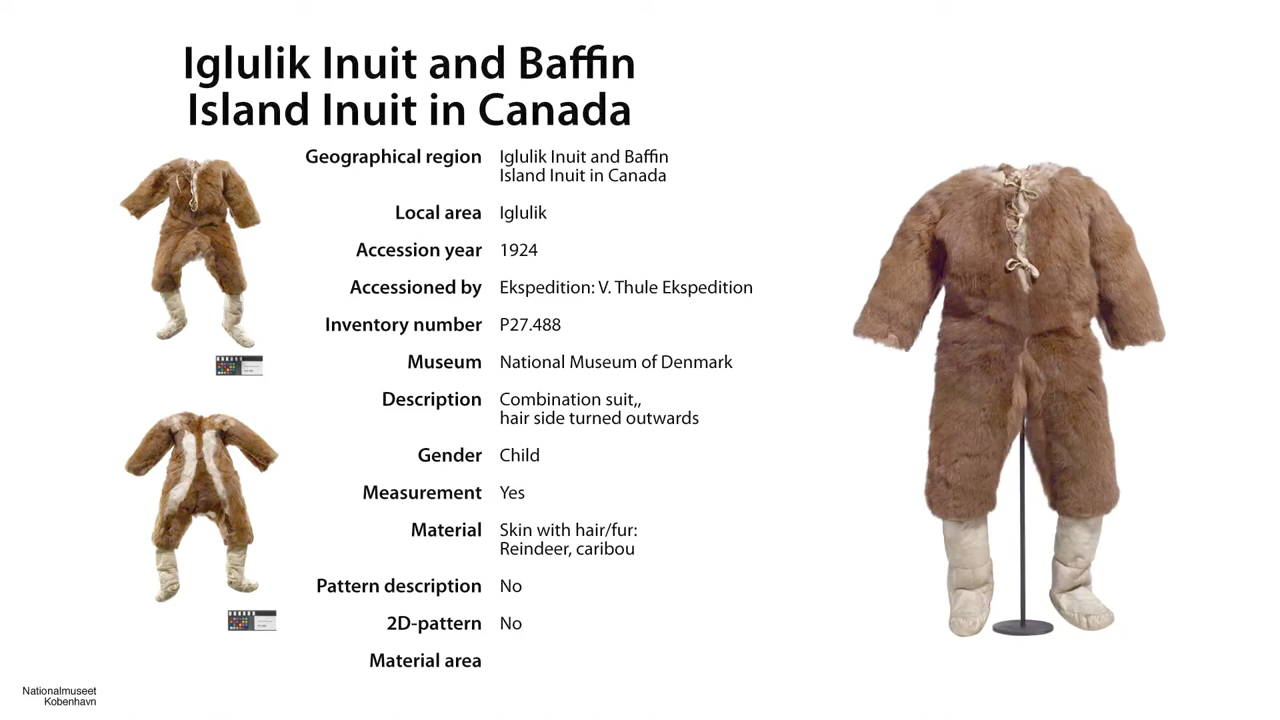 Iglulik Inuit and Baffin
Island Inuit in Canada
Geographical region Iglulik Inuit and Baffin
Island Inuit in Canada
Local area Iglulik
Accession year 1924
Accessioned by Ekspedition: V. Thule Ekspedition
Inventory number P27.488
Museum National Museum of Denmark
Description Combination suit,,
hair side turned outwards
Gender Child
Measurement Yes
Material Skin with hair/fur:
Reindeer, caribou
Pattern description No
2D-pattern No
Material area
Nationalmuseet
Kobenhavn